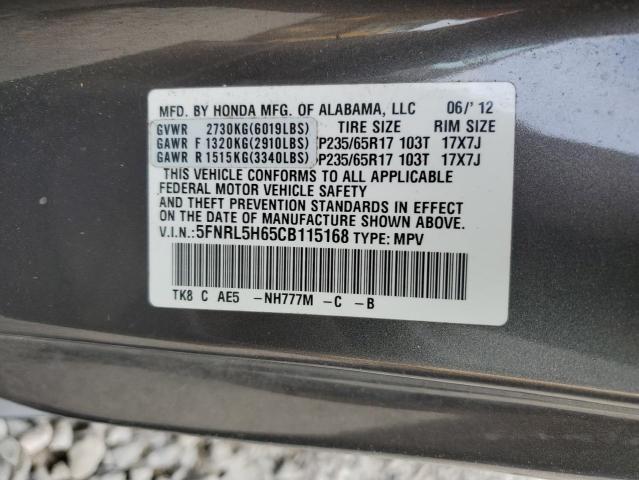 MFD. BY HONDA MFG. OF ALABAMA, LLC 06/'12
GVWR 2730KG(6019LBS) TIRE SIZE RIM SIZE
GAWR F 1320KG(2910LBS) P235/65R17 103T 17X7J
GAWR R 1515KG(3340LBS) P235/65R17 103T 17X7J
THIS VEHICLE CONFORMS TO ALL APPLICABLE
FEDERAL MOTOR VEHICLE SAFETY
AND THEFT PREVENTION STANDARDS IN EFFECT
ON THE DATE OF MANUFACTURE SHOWN ABOVE.
V.I.N.:5FNRL5H65CB115168 TYPE: MPV
TK8 C AE5 -NH777M -C -B